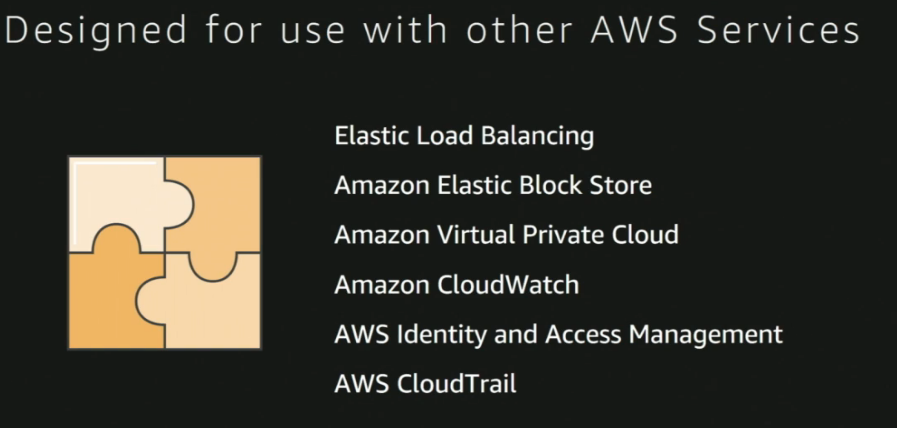 Designed for use with other AWS Services
Elastic Load Balancing
Amazon Elastic Block Store
Amazon Virtual Private Cloud
Amazon CloudWatch
AWS Identity and Access Management
AWS CloudTrail